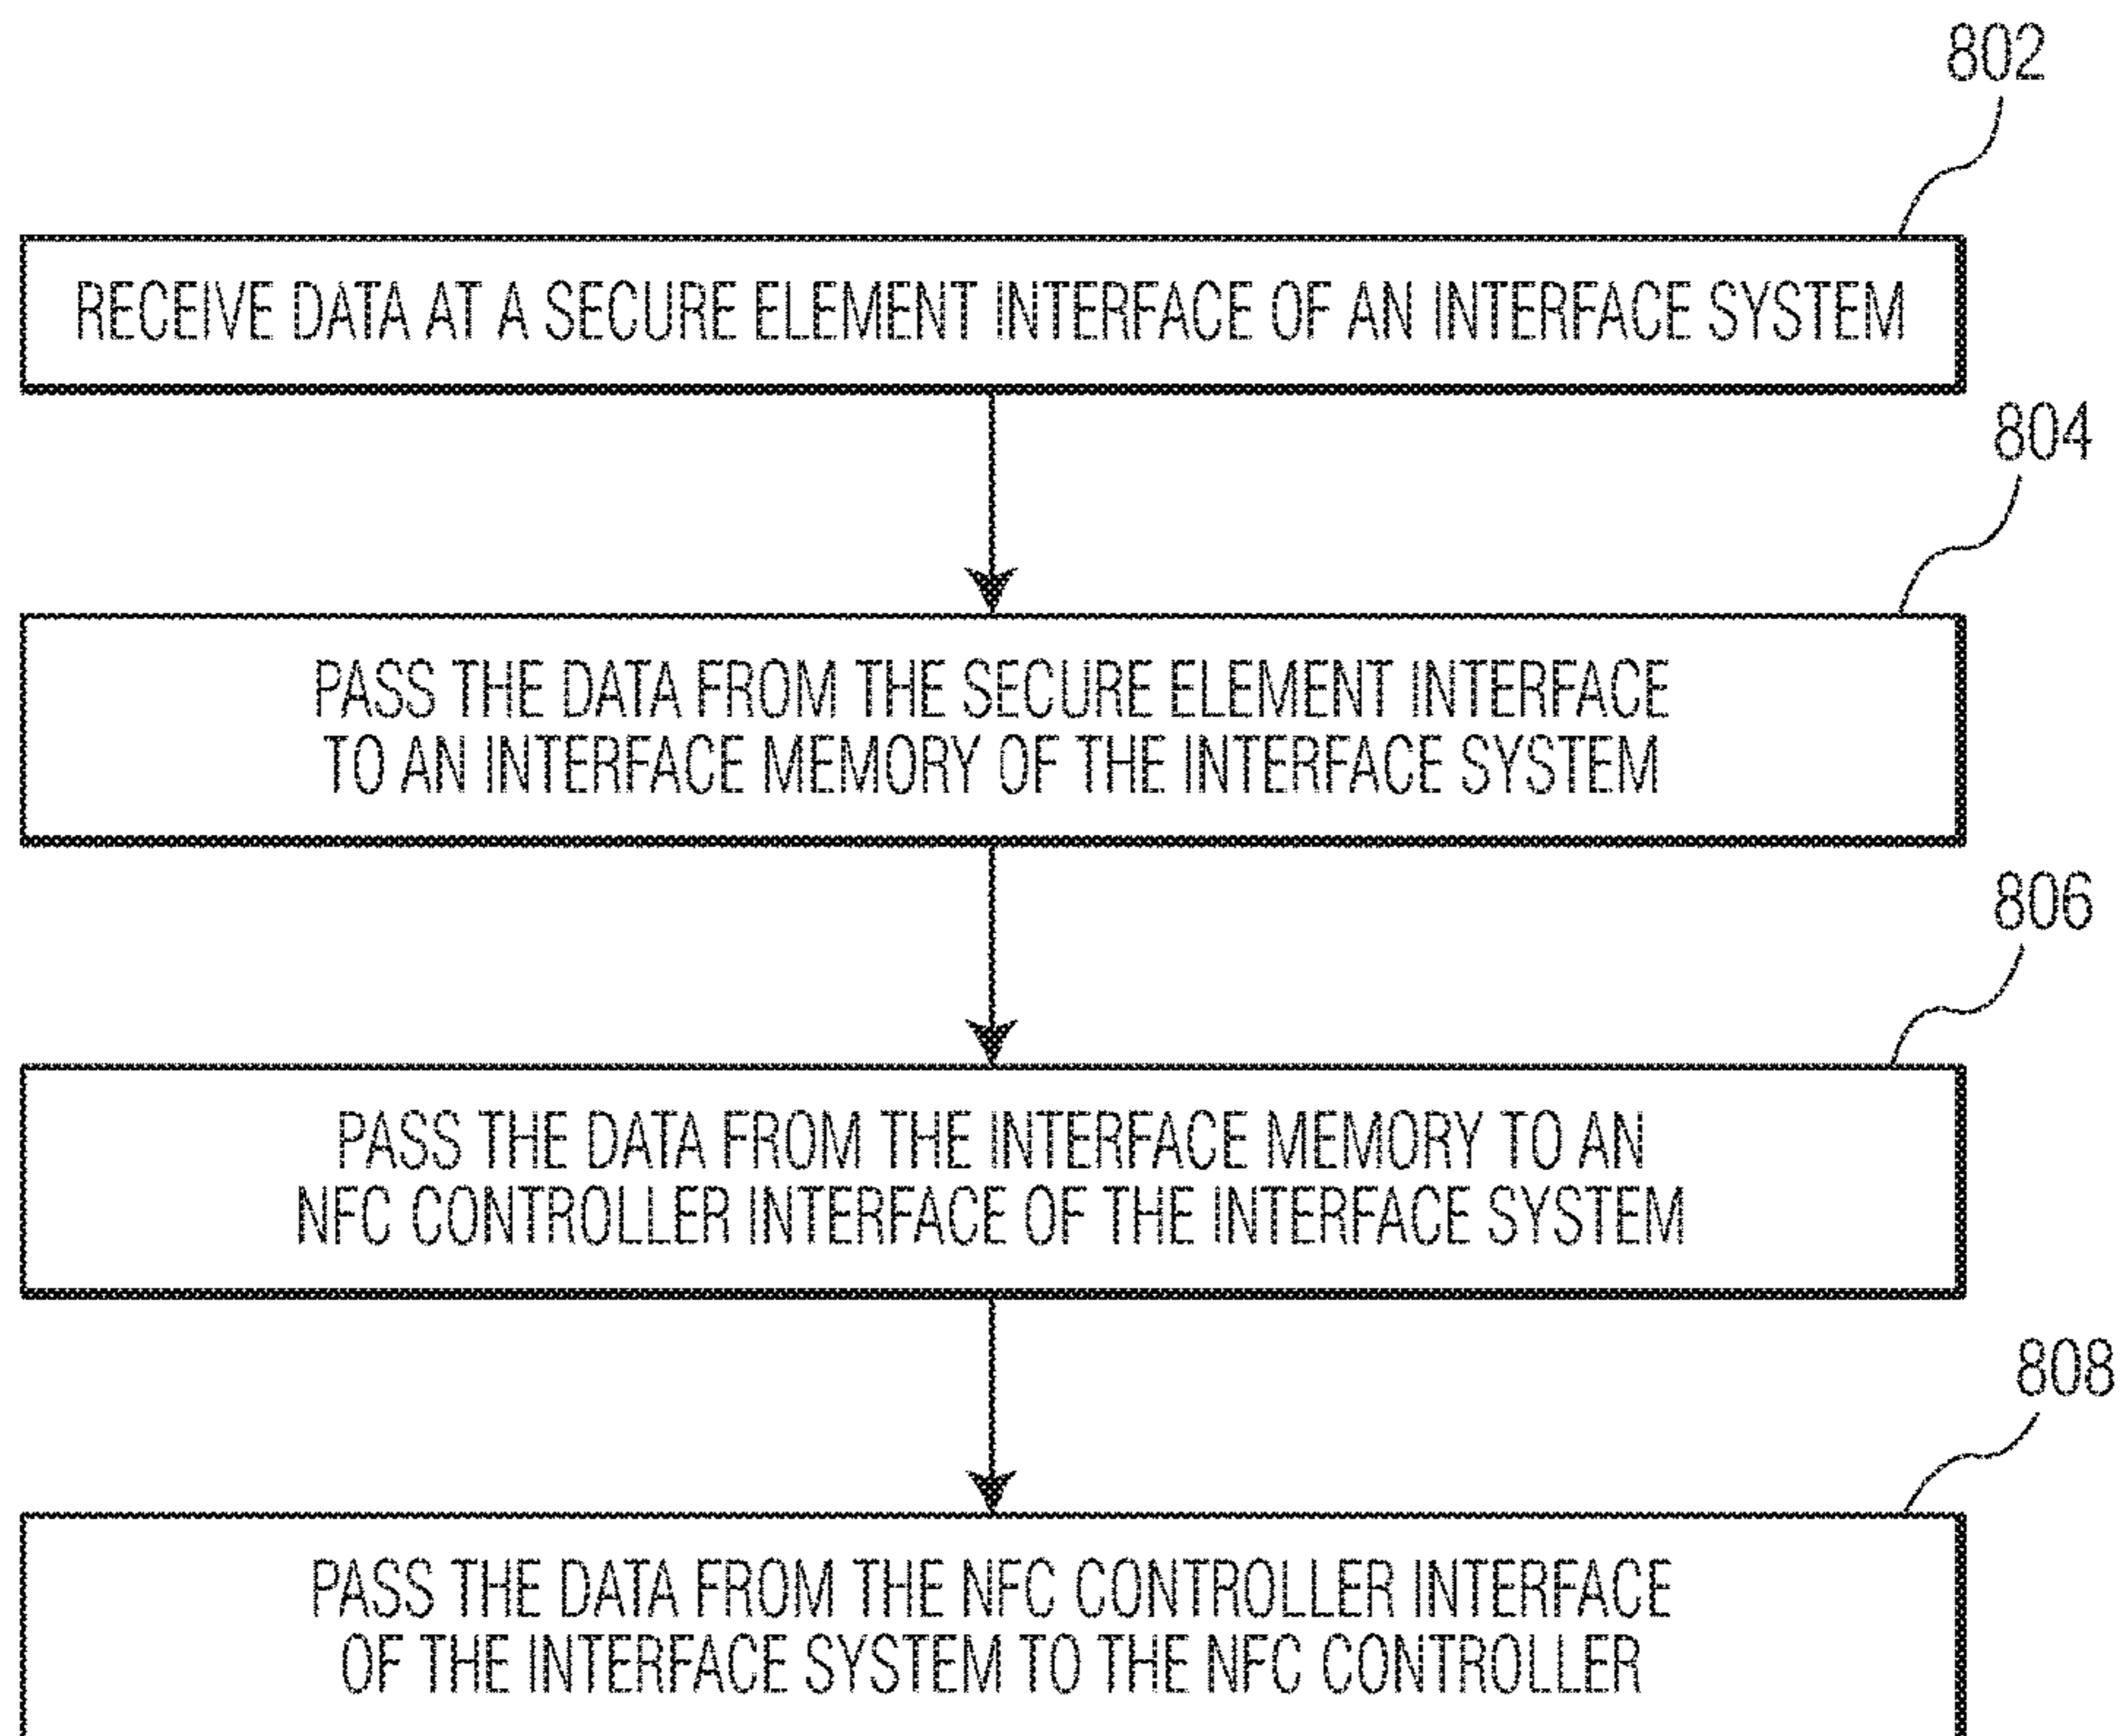 802
RECEIVE DATA AT A SECURE ELEMENT INTERFACE OF AN INTERFACE SYSTEM
804
PASS THE DATA FROM THE SECURE ELEMENT INTERFACE
TO AN INTERFACE MEMORY OF THE INTERFACE SYSTEM
806
PASS THE DATA FROM THE INTERFACE MEMORY TO AN
NFC CONTROLLER INTERFACE OF THE INTERFACE SYSTEM
808
PASS THE DATA FROM THE NFC CONTROLLER INTERFACE
OF THE INTERFACE SYSTEM TO THE NFC CONTROLLER